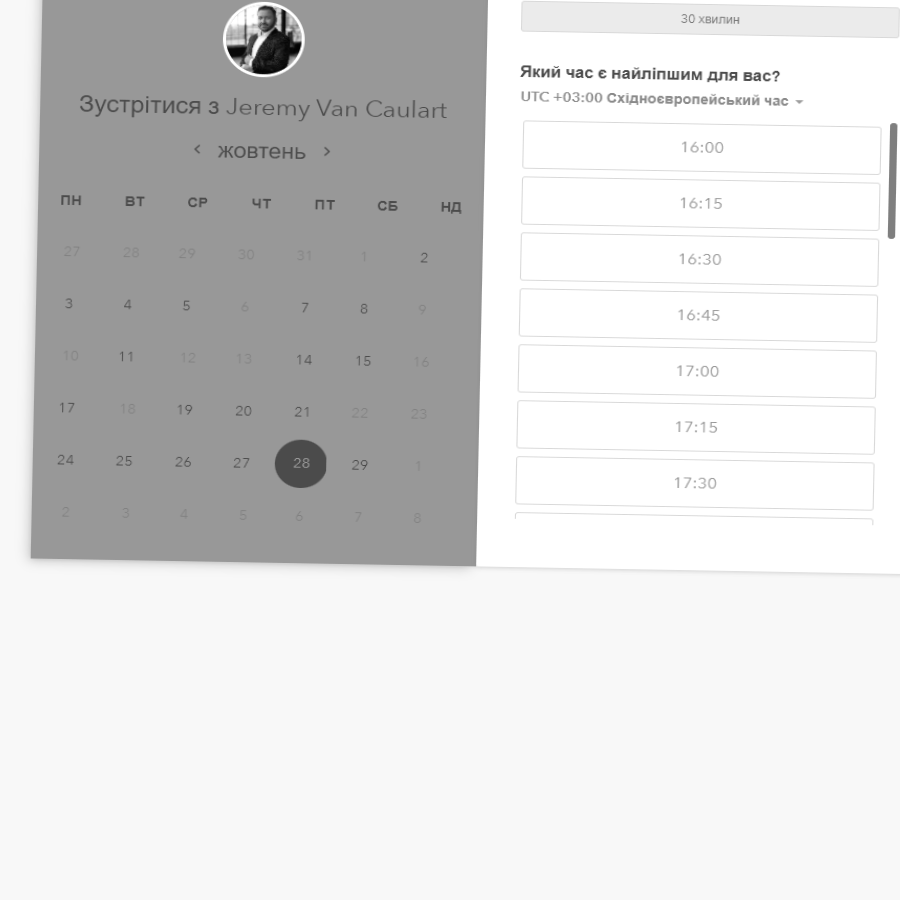 Зустрітися з Jeremy Van Caulart
жовтень
ПН ВТ СР ЧТ ПТ СБ НД
27 28 29 30 31 1 2
3 4 5 6 7 8 9
10 11 12 13 14 15 16
17 18 19 20 21 22 23
24 25 26 27 28 29 1
2 3 4 5 6 7 8
30 хвилин
Який час є найліпшим для вас?
UTC +03:00 Східноєвропейський час
16:00
16:15
16:30
16:45
17:00
17:15
17:30